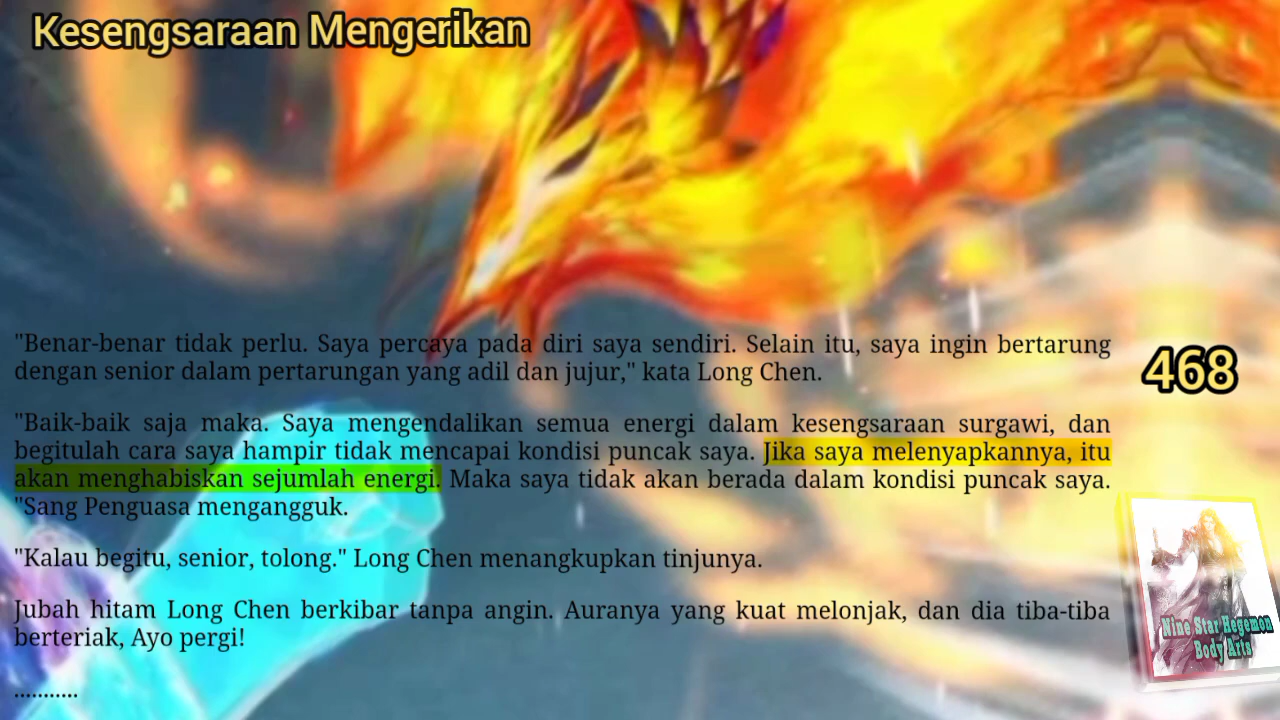 Kesengsaraan Mengerikan
"Benar-benar tidak perlu. Saya percaya pada diri saya sendiri. Selain itu, saya ingin bertarung
dengan senior dalam pertarungan yang adil dan jujur," kata Long Chen.
468
"Baik-baik saja maka. Saya mengendalikan semua energi dalam kesengsaraan surgawi, dan
begitulah cara saya hampir tidak mencapai kondisi puncak saya. Jika saya melenyapkannya, itu
akan menghabiskan sejumlah energi. Maka saya tidak akan berada dalam kondisi puncak saya.
"Sang Penguasa mengangguk.
"Kalau begitu, senior, tolong." Long Chen menangkupkan tinjunya.
Jubah hitam Long Chen berkibar tanpa angin. Auranya yang kuat melonjak, dan dia tiba-tiba
berteriak, Ayo pergi!
...........
Nine Star Hegemon
Body Arts